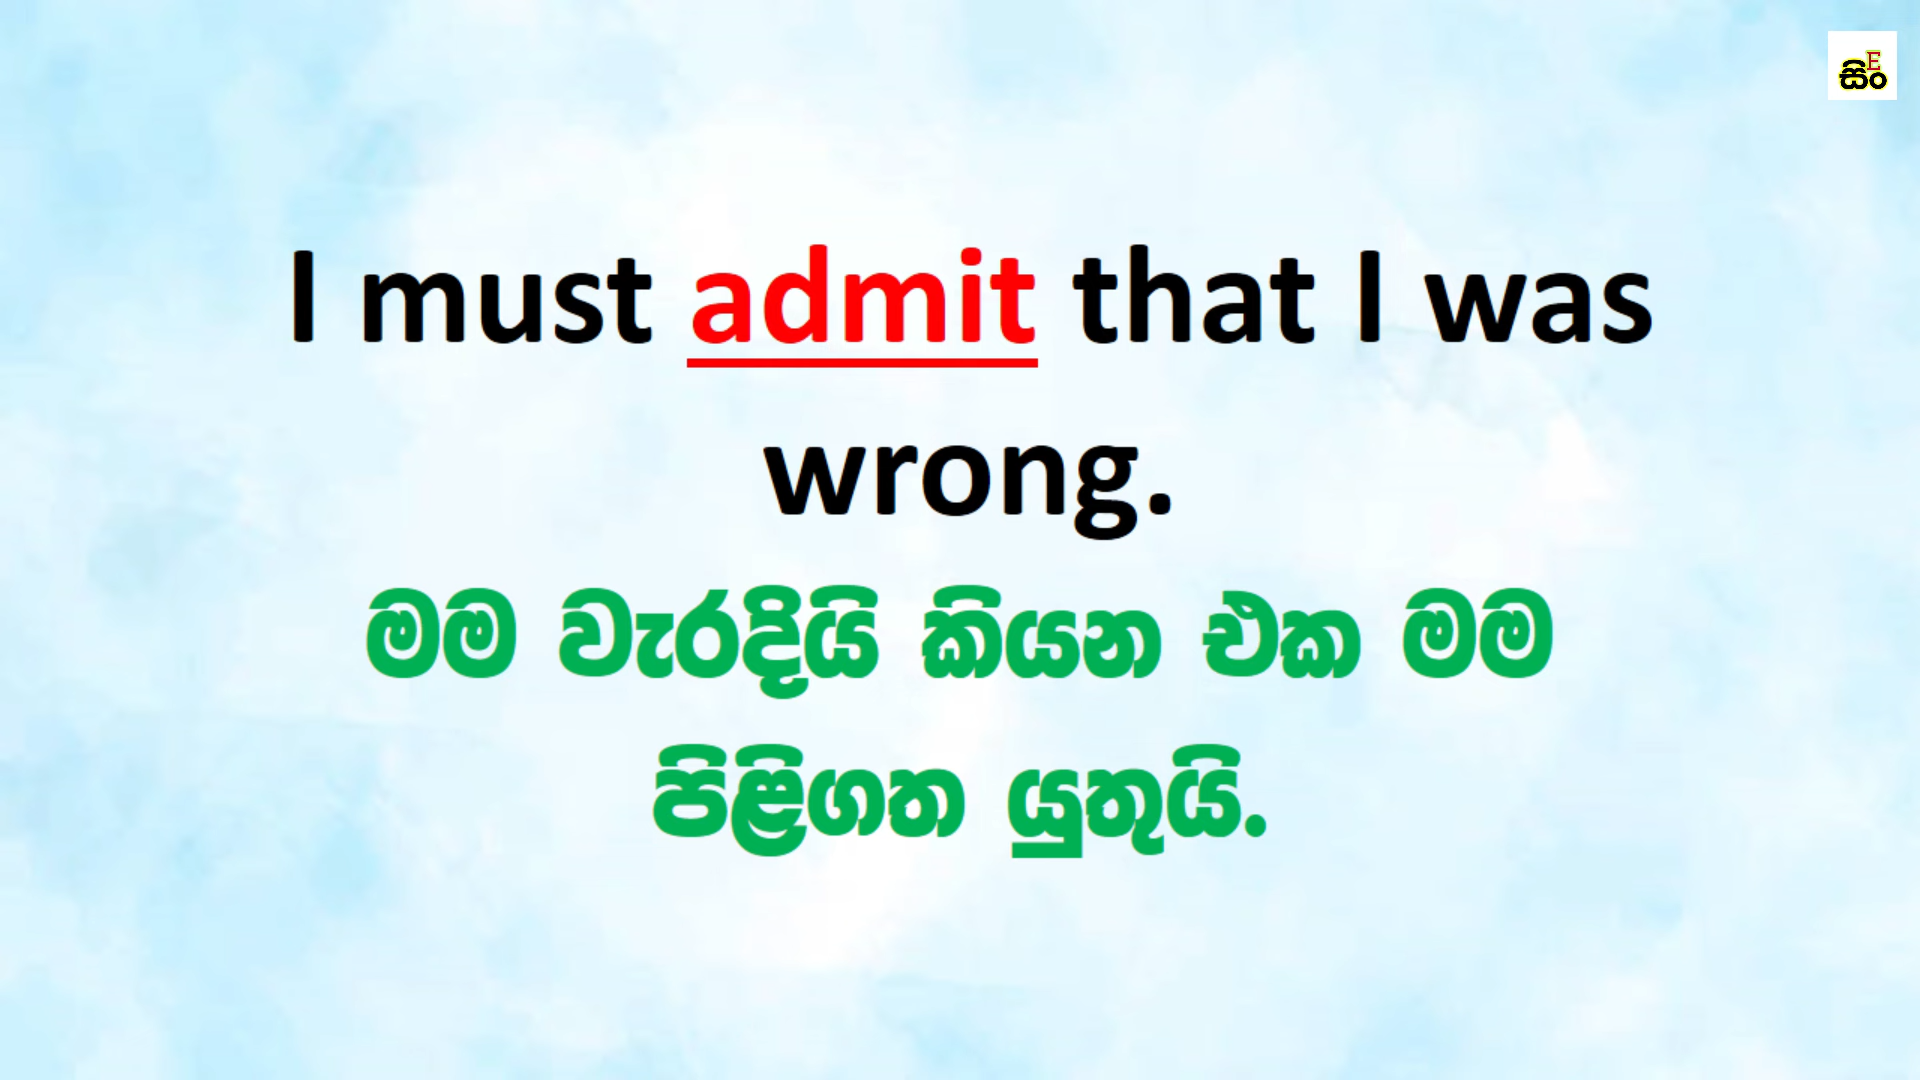 සිං
E
I must admit that I was
wrong.
මම වැරදියි කියන එක මම
පිළිගත යුතුයි.